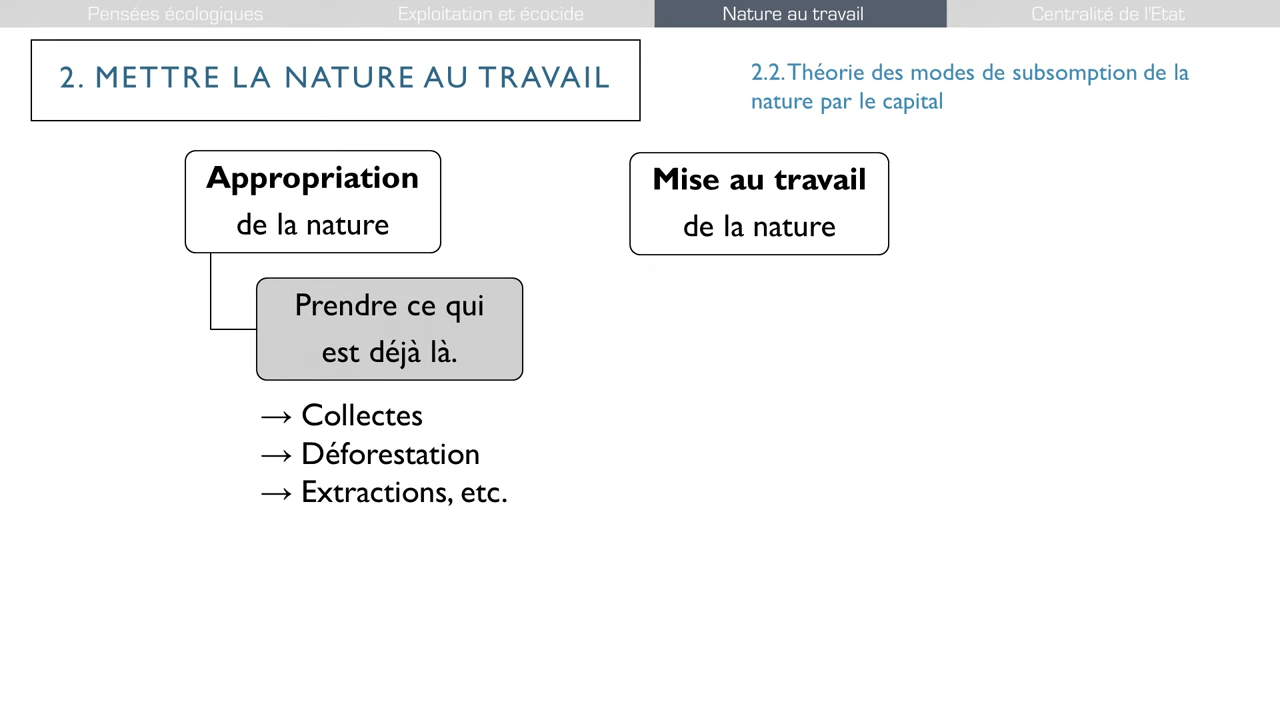 Pensées écologiques
Exploitation et écocide
Nature au travail
Centralité de l'Etat
2. METTRE LA NATURE AU TRAVAIL
2.2. Théorie des modes de subsomption de la
nature par le capital
Appropriation
de la nature
Mise au travail
de la nature
Prendre ce qui
est déjà là.
→ Collectes
→ Déforestation
→ Extractions, etc.